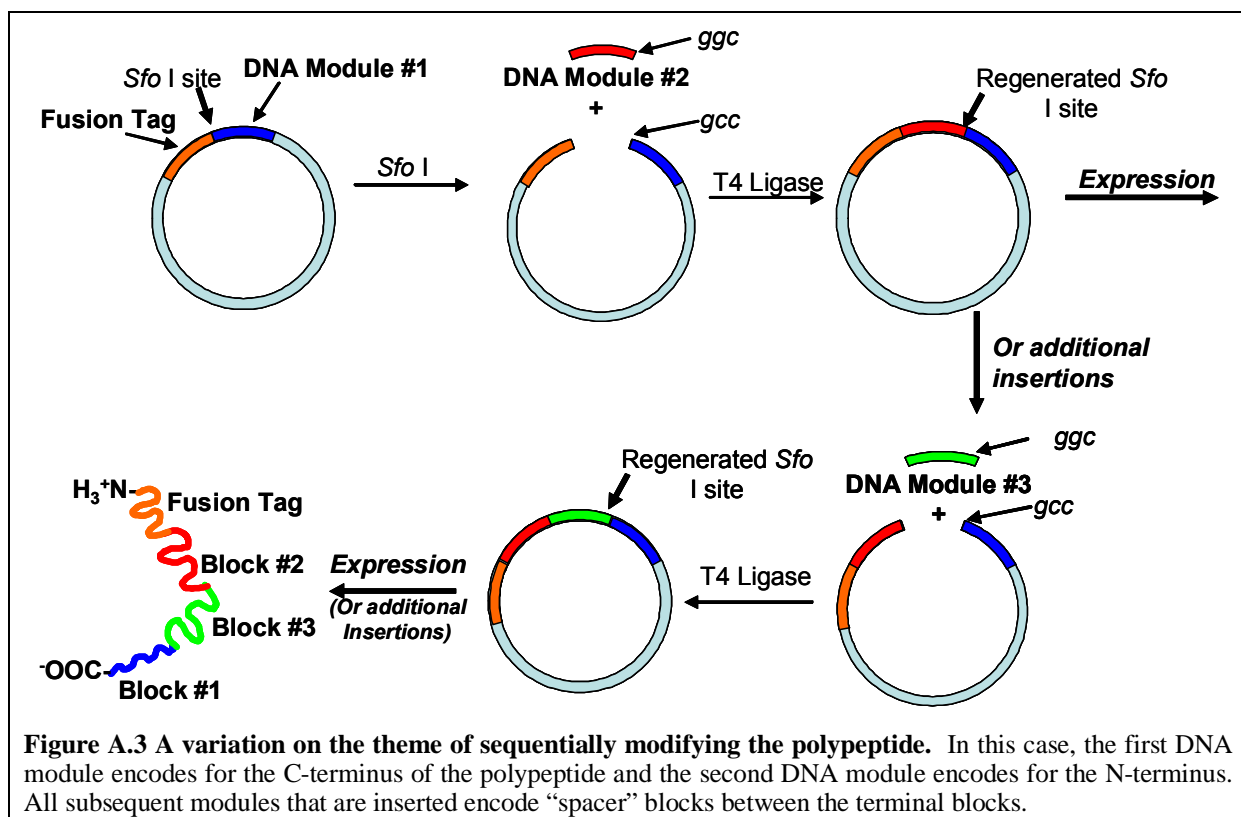 ggc
Sfo I site
DNA Module #1
DNA Module #2
Regenerated Sfo
I site
Fusion Tag
+
gcc
Sfo I
T4 Ligase
Expression
Or additional
insertions
ggc
Regenerated Sfo
I site
DNA Module #3
H₃⁺N-
Fusion Tag
+
gcc
Block #2
Expression
T4 Ligase
(Or additional
Insertions)
Block #3
⁻OOC-
Block #1
Figure A.3 A variation on the theme of sequentially modifying the polypeptide. In this case, the first DNA
module encodes for the C-terminus of the polypeptide and the second DNA module encodes for the N-terminus.
All subsequent modules that are inserted encode “spacer” blocks between the terminal blocks.